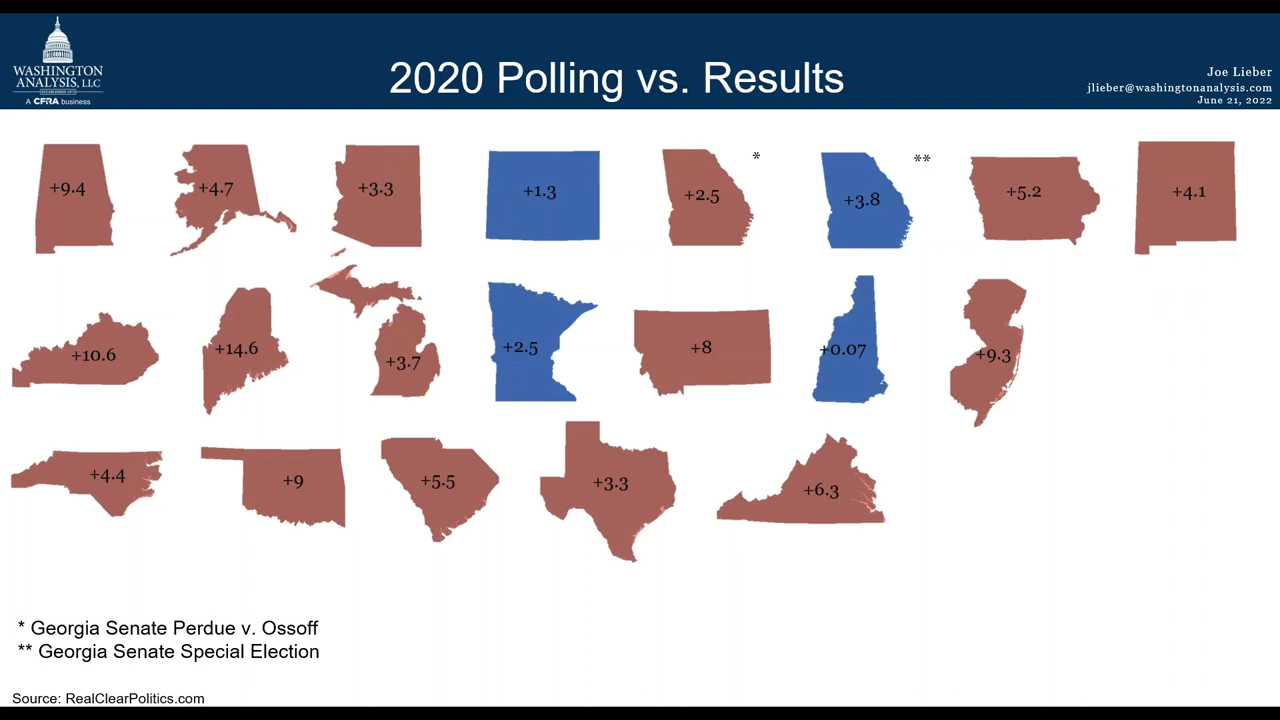 WASHINGTON
ANALYSIS, LLC
ESTABLISHED 1973
A CFRA business
2020 Polling vs. Results
Joe Lieber
jlieber@washingtonanalysis.com
June 21, 2022
+9.4
+4.7
+3.3
+1.3
*
+2.5
**
+3.8
+5.2
+4.1
+10.6
+14.6
+3.7
+2.5
+8
+0.07
+9.3
+4.4
+9
+5.5
+3.3
+6.3
* Georgia Senate Perdue v. Ossoff
** Georgia Senate Special Election
Source: RealClearPolitics.com